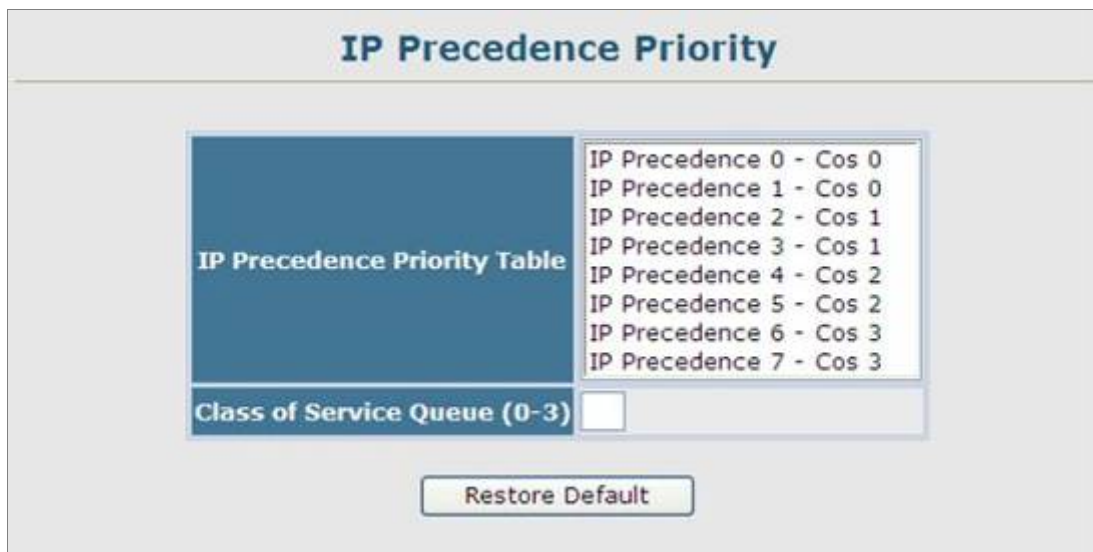 IP Precedence Priority
IP Precedence Priority Table
IP Precedence 0 - Cos 0
IP Precedence 1 - Cos 0
IP Precedence 2 - Cos 1
IP Precedence 3 - Cos 1
IP Precedence 4 - Cos 2
IP Precedence 5 - Cos 2
IP Precedence 6 - Cos 3
IP Precedence 7 - Cos 3
Class of Service Queue (0-3)
Restore Default